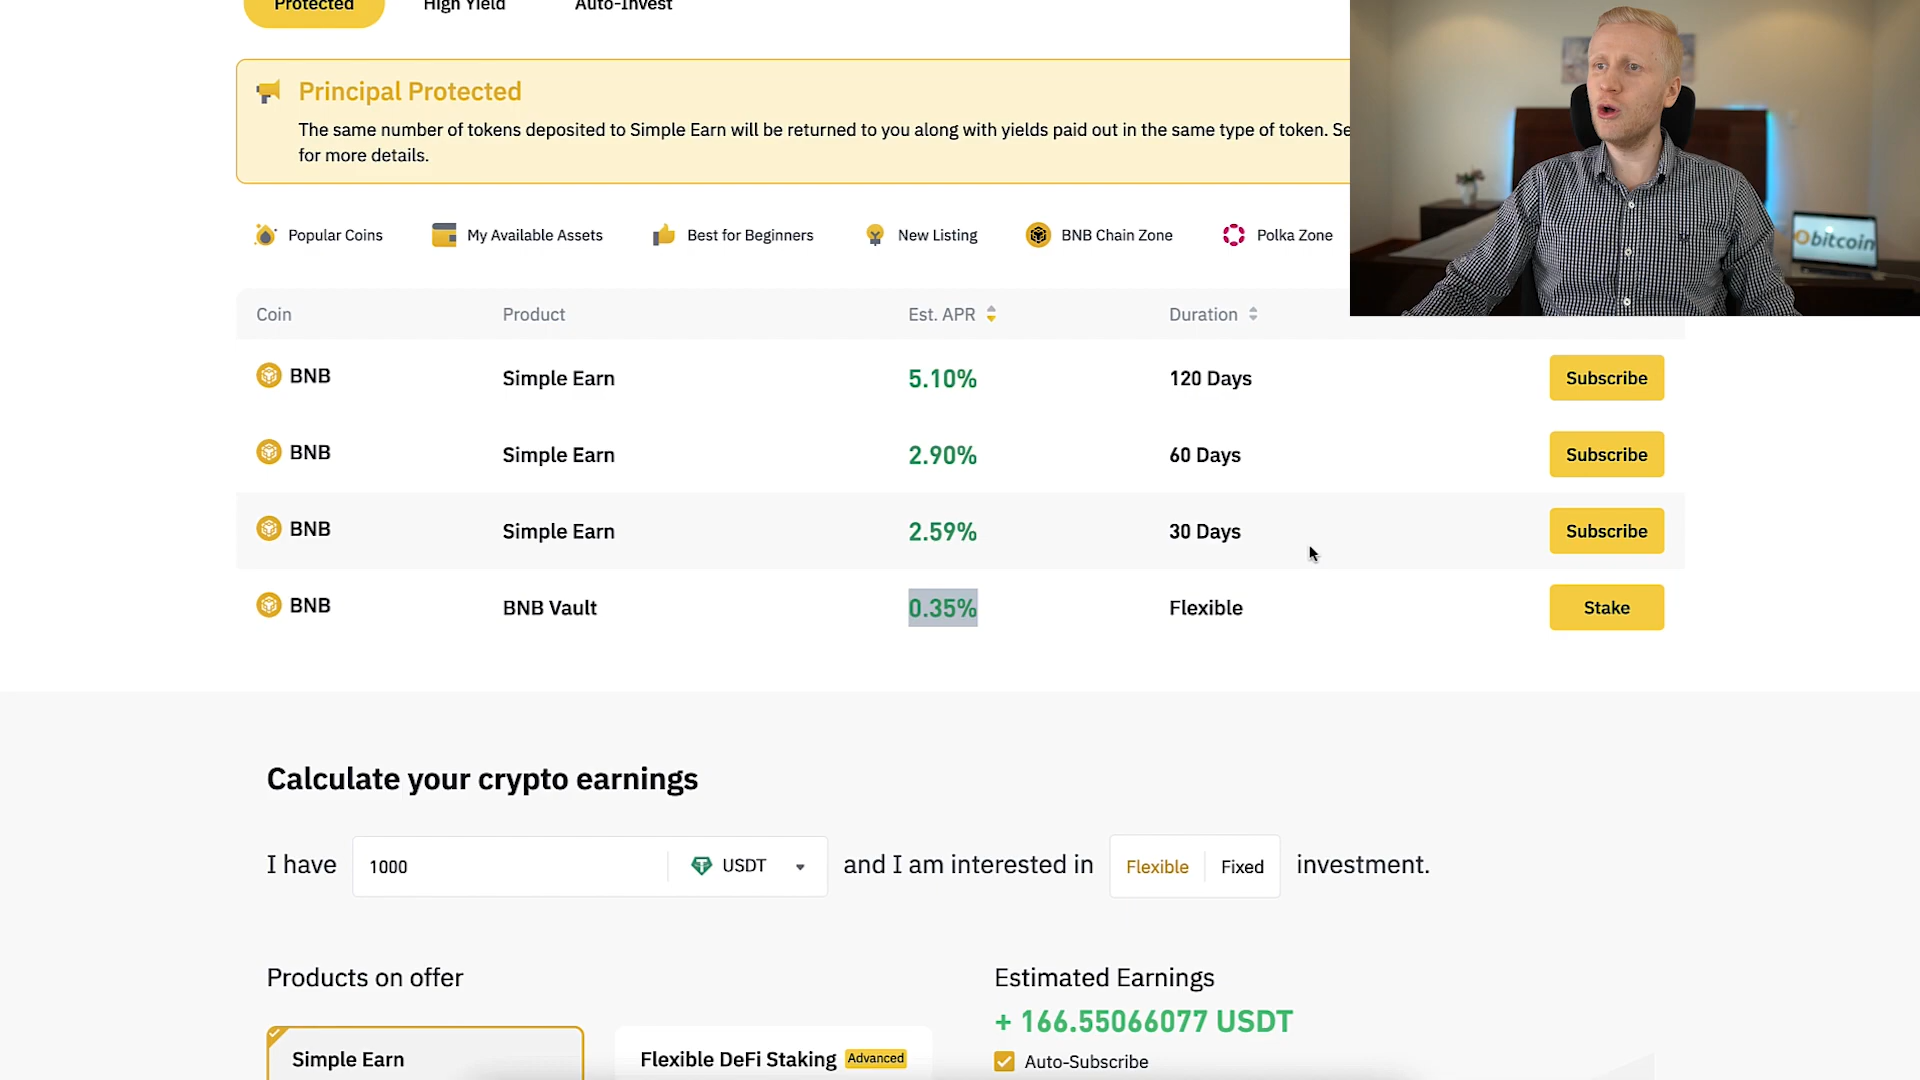 Protected
High Yield
Auto-Invest
Principal Protected
The same number of tokens deposited to Simple Earn will be returned to you along with yields paid out in the same type of token. Se
for more details.
Popular Coins
My Available Assets
Best for Beginners
New Listing
BNB Chain Zone
Polka Zone
bitcoin
Coin
Product
Est. APR
Duration
BNB
Simple Earn
5.10%
120 Days
Subscribe
BNB
Simple Earn
2.90%
60 Days
Subscribe
BNB
Simple Earn
2.59%
30 Days
Subscribe
BNB
BNB Vault
0.35%
Flexible
Stake
Calculate your crypto earnings
I have
1000
USDT
and I am interested in
Flexible
Fixed
investment.
Products on offer
Estimated Earnings
+ 166.55066077 USDT
Simple Earn
Flexible DeFi Staking
Advanced
Auto-Subscribe